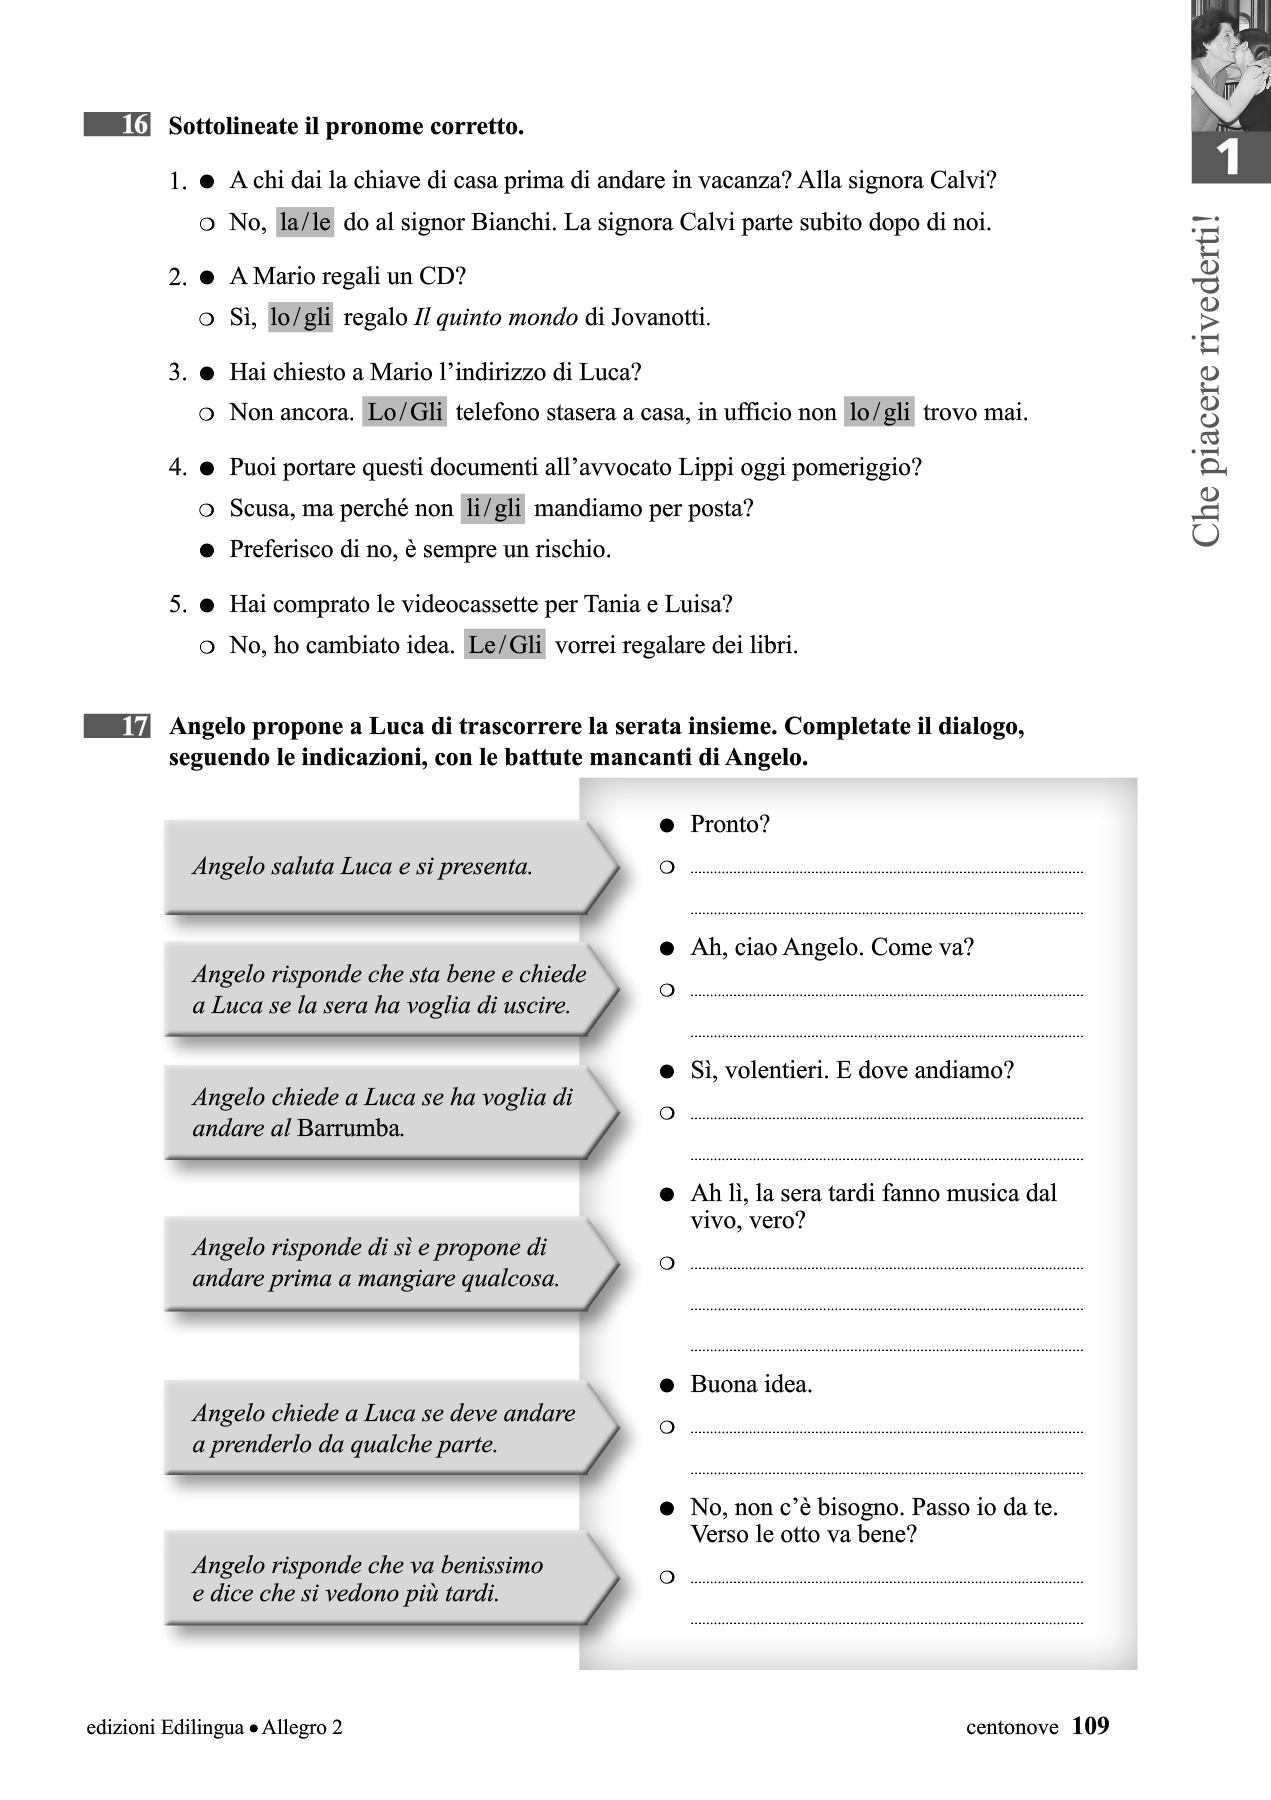 1
Che piacere rivederti!
16 Sottolineate il pronome corretto.
1. ● A chi dai la chiave di casa prima di andare in vacanza? Alla signora Calvi?
❍ No, la / le do al signor Bianchi. La signora Calvi parte subito dopo di noi.
2. ● A Mario regali un CD?
❍ Sì, lo / gli regalo Il quinto mondo di Jovanotti.
3. ● Hai chiesto a Mario l’indirizzo di Luca?
❍ Non ancora. Lo / Gli telefono stasera a casa, in ufficio non lo / gli trovo mai.
4. ● Puoi portare questi documenti all’avvocato Lippi oggi pomeriggio?
❍ Scusa, ma perché non li / gli mandiamo per posta?
● Preferisco di no, è sempre un rischio.
5. ● Hai comprato le videocassette per Tania e Luisa?
❍ No, ho cambiato idea. Le / Gli vorrei regalare dei libri.
17 Angelo propone a Luca di trascorrere la serata insieme. Completate il dialogo,
seguendo le indicazioni, con le battute mancanti di Angelo.
● Pronto?
Angelo saluta Luca e si presenta.
❍
● Ah, ciao Angelo. Come va?
Angelo risponde che sta bene e chiede
a Luca se la sera ha voglia di uscire.
❍
● Sì, volentieri. E dove andiamo?
Angelo chiede a Luca se ha voglia di
andare al Barrumba.
❍
● Ah lì, la sera tardi fanno musica dal
vivo, vero?
Angelo risponde di sì e propone di
andare prima a mangiare qualcosa.
❍
● Buona idea.
Angelo chiede a Luca se deve andare
a prenderlo da qualche parte.
❍
● No, non c’è bisogno. Passo io da te.
Verso le otto va bene?
Angelo risponde che va benissimo
e dice che si vedono più tardi.
❍
edizioni Edilingua ● Allegro 2
centonove 109